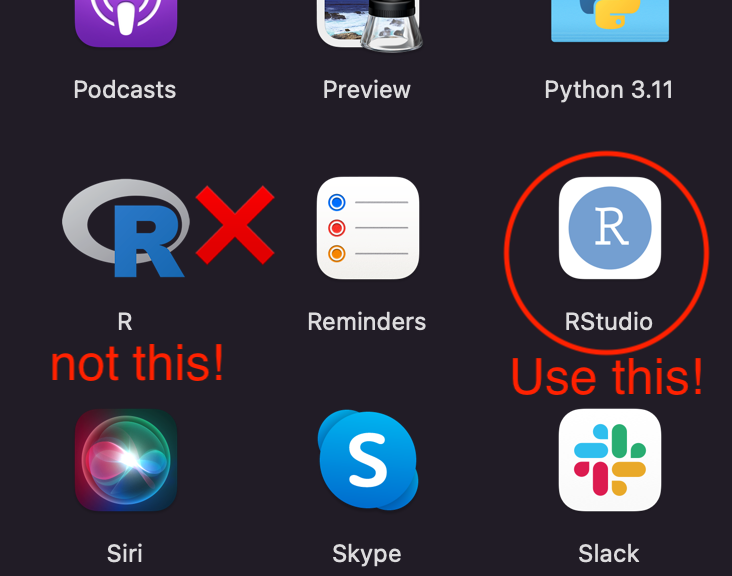 Podcasts
Preview
Python 3.11
R
R
R
Reminders
RStudio
not this!
Use this!
S
Siri
Skype
Slack